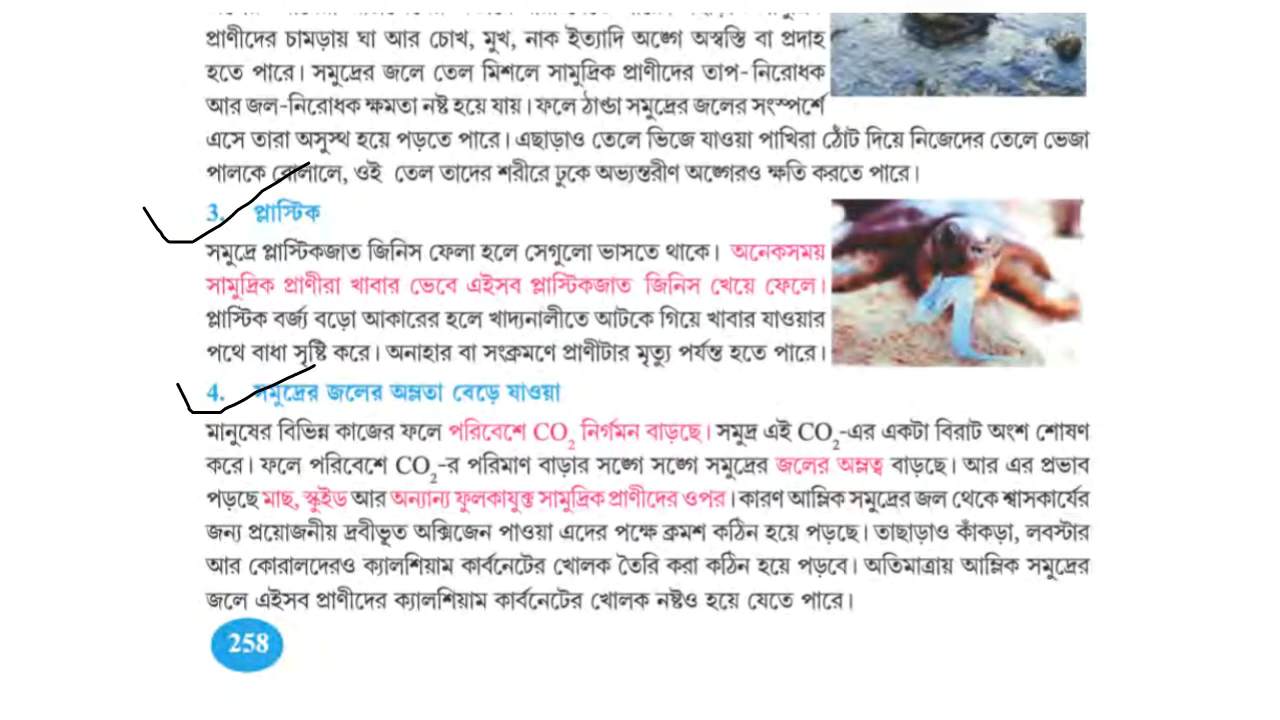 প্রাণীদের চামড়ায় ঘা আর চোখ, মুখ, নাক ইত্যাদি অঙ্গে অস্বস্তি বা প্রদাহ
হতে পারে। সমুদ্রের জলে তেল মিশলে সামুদ্রিক প্রাণীদের তাপ-নিরোধক
আর জল-নিরোধক ক্ষমতা নষ্ট হয়ে যায়। ফলে ঠাণ্ডা সমুদ্রের জলের সংস্পর্শে
এসে তারা অসুস্থ হয়ে পড়তে পারে। এছাড়াও তেলে ভিজে যাওয়া পাখিরা ঠোঁট দিয়ে নিজেদের তেলে ভেজা
পালকে বোলালে, ওই তেল তাদের শরীরে ঢুকে অভ্যন্তরীণ অঙ্গেরও ক্ষতি করতে পারে।
3. প্লাস্টিক
সমুদ্রে প্লাস্টিকজাত জিনিস ফেলা হলে সেগুলো ভাসতে থাকে। অনেকসময়
সামুদ্রিক প্রাণীরা খাবার ভেবে এইসব প্লাস্টিকজাত জিনিস খেয়ে ফেলে।
প্লাস্টিক বর্জ্য বড়ো আকারের হলে খাদ্যনালীতে আটকে গিয়ে খাবার যাওয়ার
পথে বাধা সৃষ্টি করে। অনাহার বা সংক্রমণে প্রাণীটার মৃত্যু পর্যন্ত হতে পারে।
4. সমুদ্রের জলের অম্লতা বেড়ে যাওয়া
মানুষের বিভিন্ন কাজের ফলে পরিবেশে CO₂ নির্গমন বাড়ছে। সমুদ্র এই CO₂-এর একটা বিরাট অংশ শোষণ
করে। ফলে পরিবেশে CO₂-র পরিমাণ বাড়ার সঙ্গে সঙ্গে সমুদ্রের জলের অম্লত্ব বাড়ছে। আর এর প্রভাব
পড়ছে মাছ, স্কুইড আর অন্যান্য ফুলকাযুক্ত সামুদ্রিক প্রাণীদের ওপর। কারণ আম্লিক সমুদ্রের জল থেকে শ্বাসকার্যের
জন্য প্রয়োজনীয় দ্রবীভূত অক্সিজেন পাওয়া এদের পক্ষে ক্রমশ কঠিন হয়ে পড়ছে। তাছাড়াও কাঁকড়া, লবস্টার
আর কোরালদেরও ক্যালশিয়াম কার্বনেটের খোলক তৈরি করা কঠিন হয়ে পড়বে। অতিমাত্রায় আম্লিক সমুদ্রের
জলে এইসব প্রাণীদের ক্যালশিয়াম কার্বনেটের খোলক নষ্টও হয়ে যেতে পারে।
258